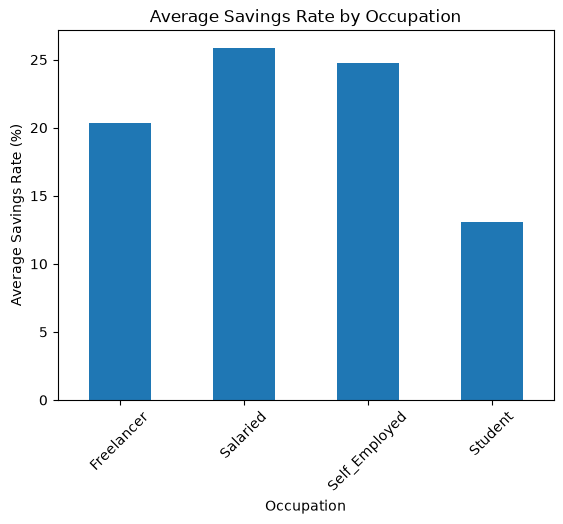 Average Savings Rate by Occupation
Average Savings Rate (%)
25
20
15
10
5
0
Freelancer
Salaried
Self_Employed
Student
Occupation